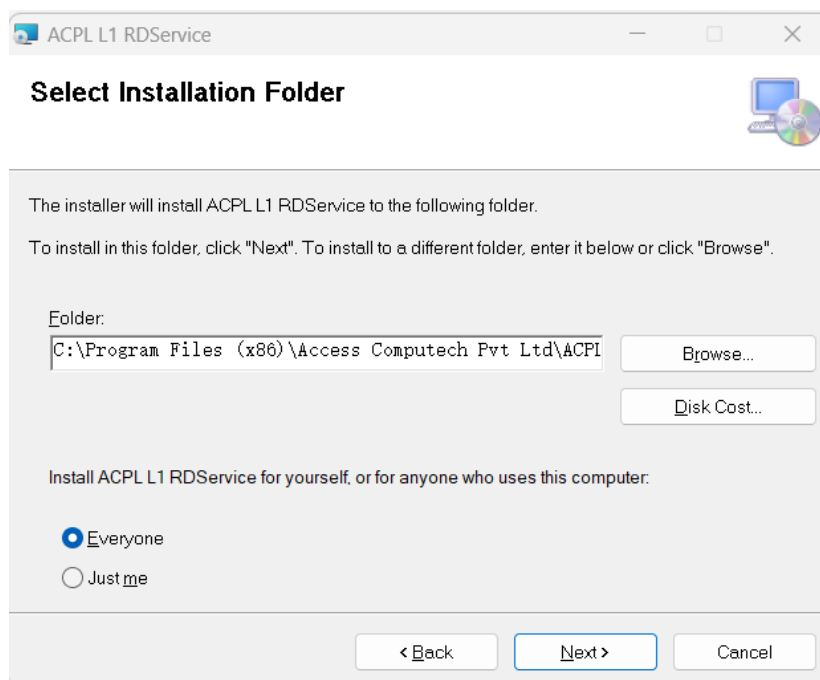 ACPL L1 RDService
Select Installation Folder
The installer will install ACPL L1 RDService to the following folder.
To install in this folder, click "Next". To install to a different folder, enter it below or click "Browse".
Folder:
C:\Program Files (x86)\Access Computech Pvt Ltd\ACPL
Browse...
Disk Cost...
Install ACPL L1 RDService for yourself, or for anyone who uses this computer:
Everyone
Just me
< Back Next > Cancel